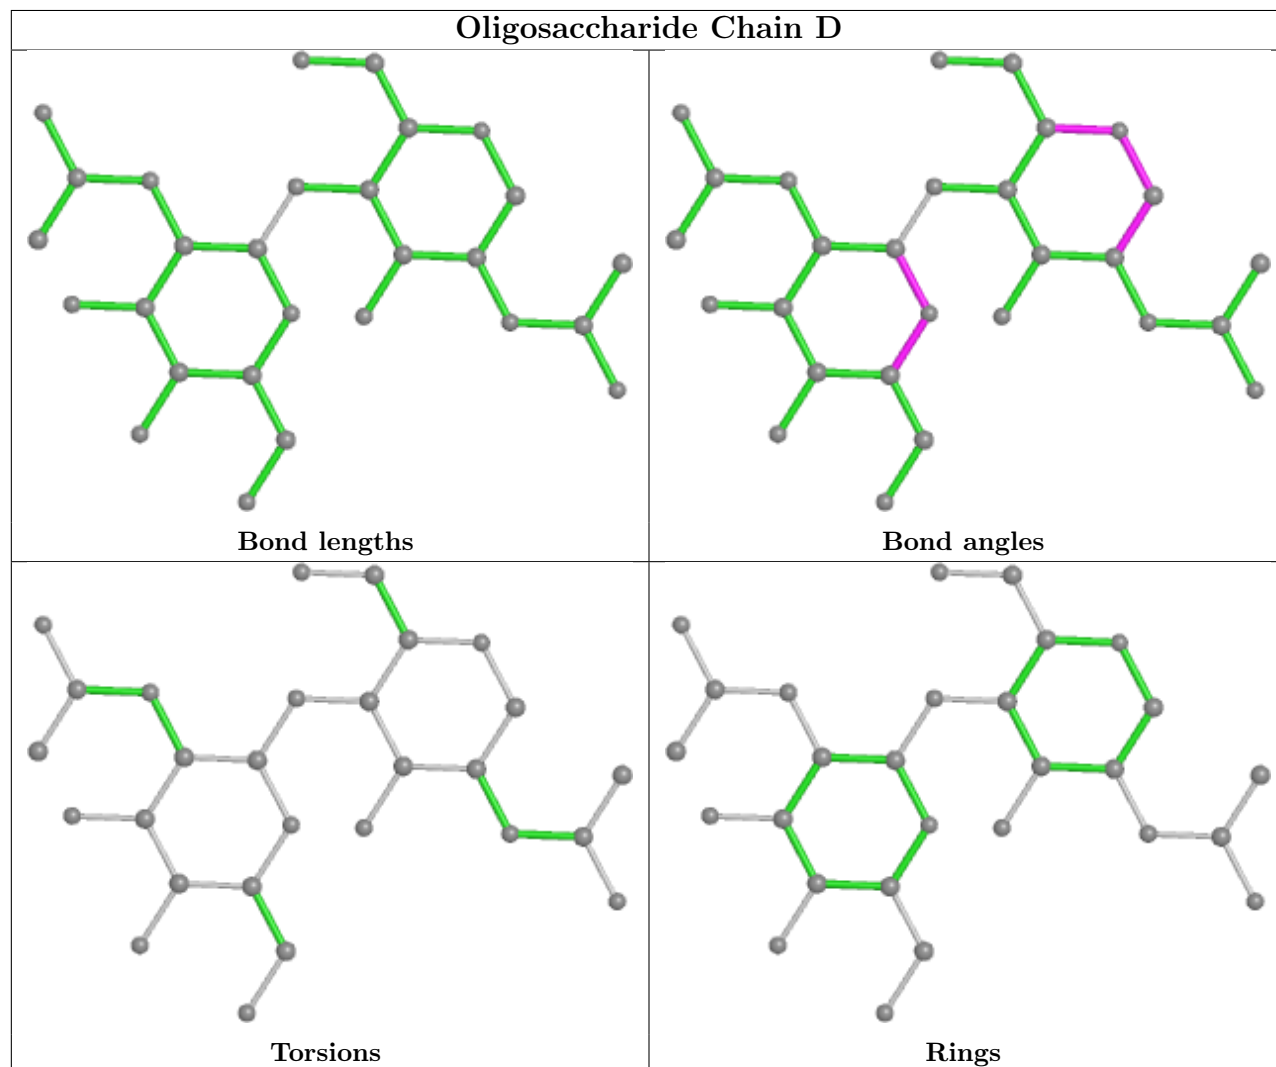 Oligosaccharide Chain D
Bond lengths
Bond angles
Torsions
Rings